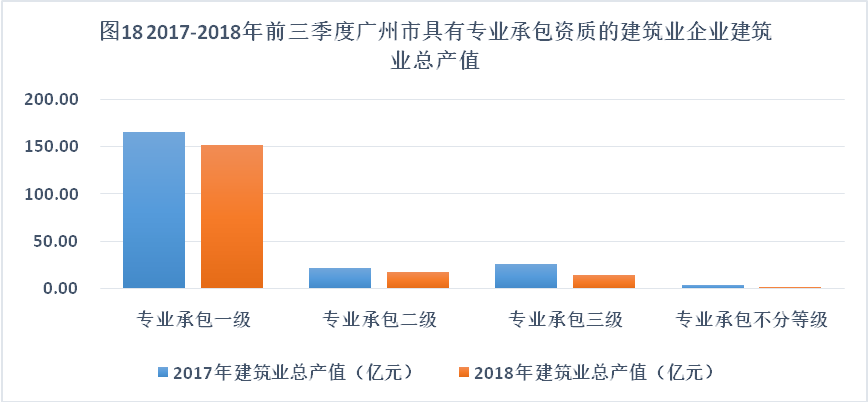 图18 2017-2018年前三季度广州市具有专业承包资质的建筑业企业建筑
业总产值
200.00
150.00
100.00
50.00
0.00
专业承包一级 专业承包二级 专业承包三级 专业承包不分等级
2017年建筑业总产值（亿元） 2018年建筑业总产值（亿元）